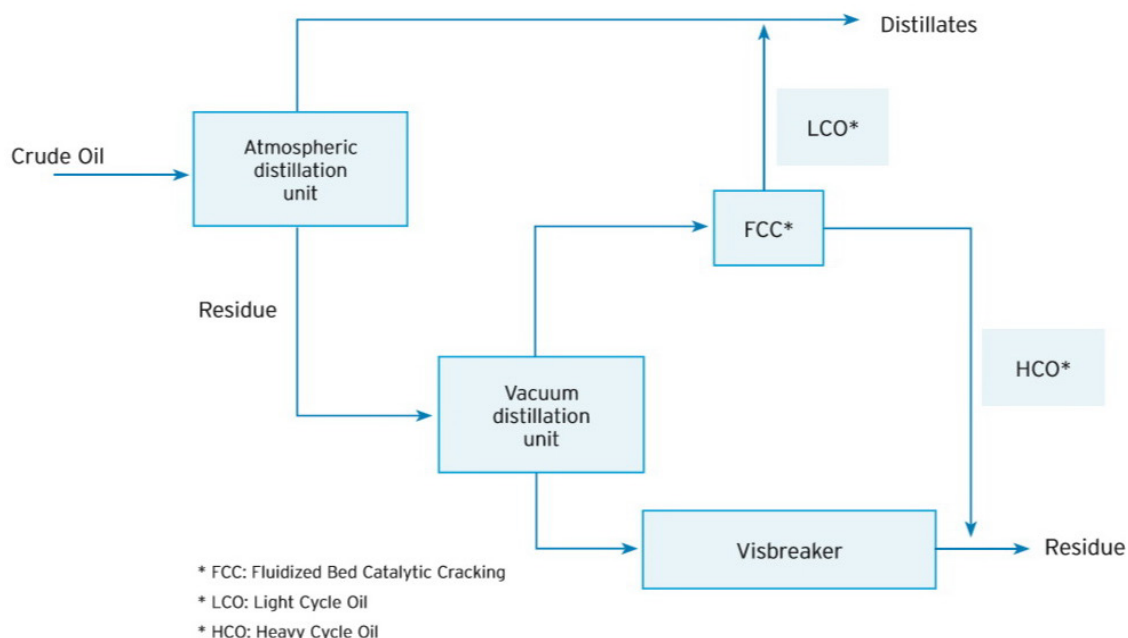 Distillates
LCO*
Crude Oil
Atmospheric
distillation
unit
FCC*
Residue
HCO*
Vacuum
distillation
unit
Visbreaker
Residue
* FCC: Fluidized Bed Catalytic Cracking
* LCO: Light Cycle Oil
* HCO: Heavy Cycle Oil